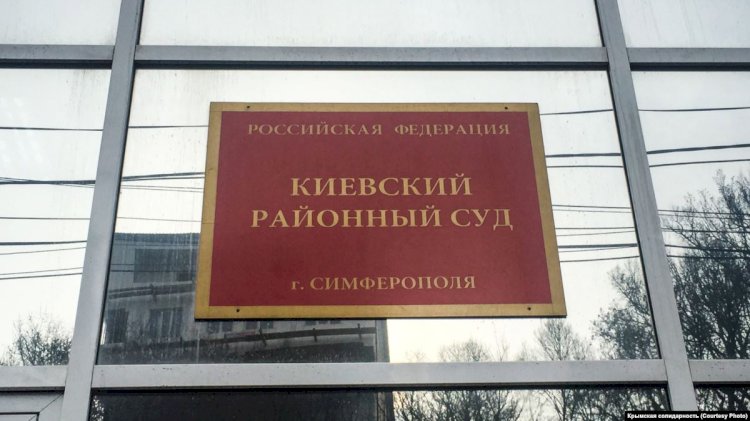 РОССИЙСКАЯ ФЕДЕРАЦИЯ
КИЕВСКИЙ
РАЙОННЫЙ СУД
г. СИМФЕРОПОЛЯ
Крымская солидарность (Courtesy Photo)